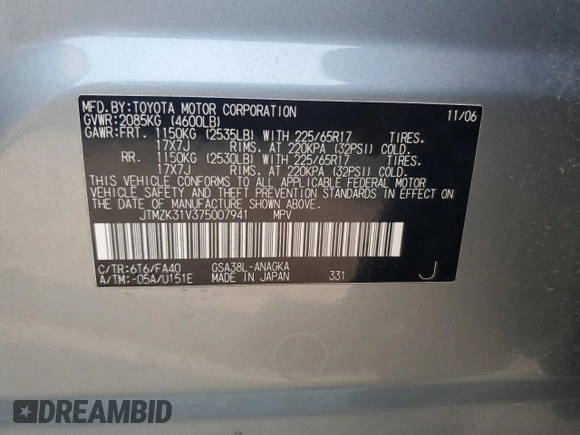 MFD.BY:TOYOTA MOTOR CORPORATION 11/06
GVWR:2085KG (4600LB)
GAWR:FRT. 1150KG (2535LB) WITH 225/65R17 TIRES.
17X7J RIMS. AT 220KPA (32PSI) COLD.
RR. 1150KG (2530LB) WITH 225/65R17 TIRES.
17X7J RIMS. AT 220KPA (32PSI) COLD.
THIS VEHICLE CONFORMS TO ALL APPLICABLE FEDERAL MOTOR
VEHICLE SAFETY AND THEFT PREVENTION STANDARDS IN EFFECT ON
THE DATE OF MANUFACTURE SHOWN ABOVE.
JTMZK31V375007941 MPV
C/TR:6T6/FA40 GSA38L-ANAGKA
A/TM:-05A/U151E MADE IN JAPAN 331 J
DREAMBID